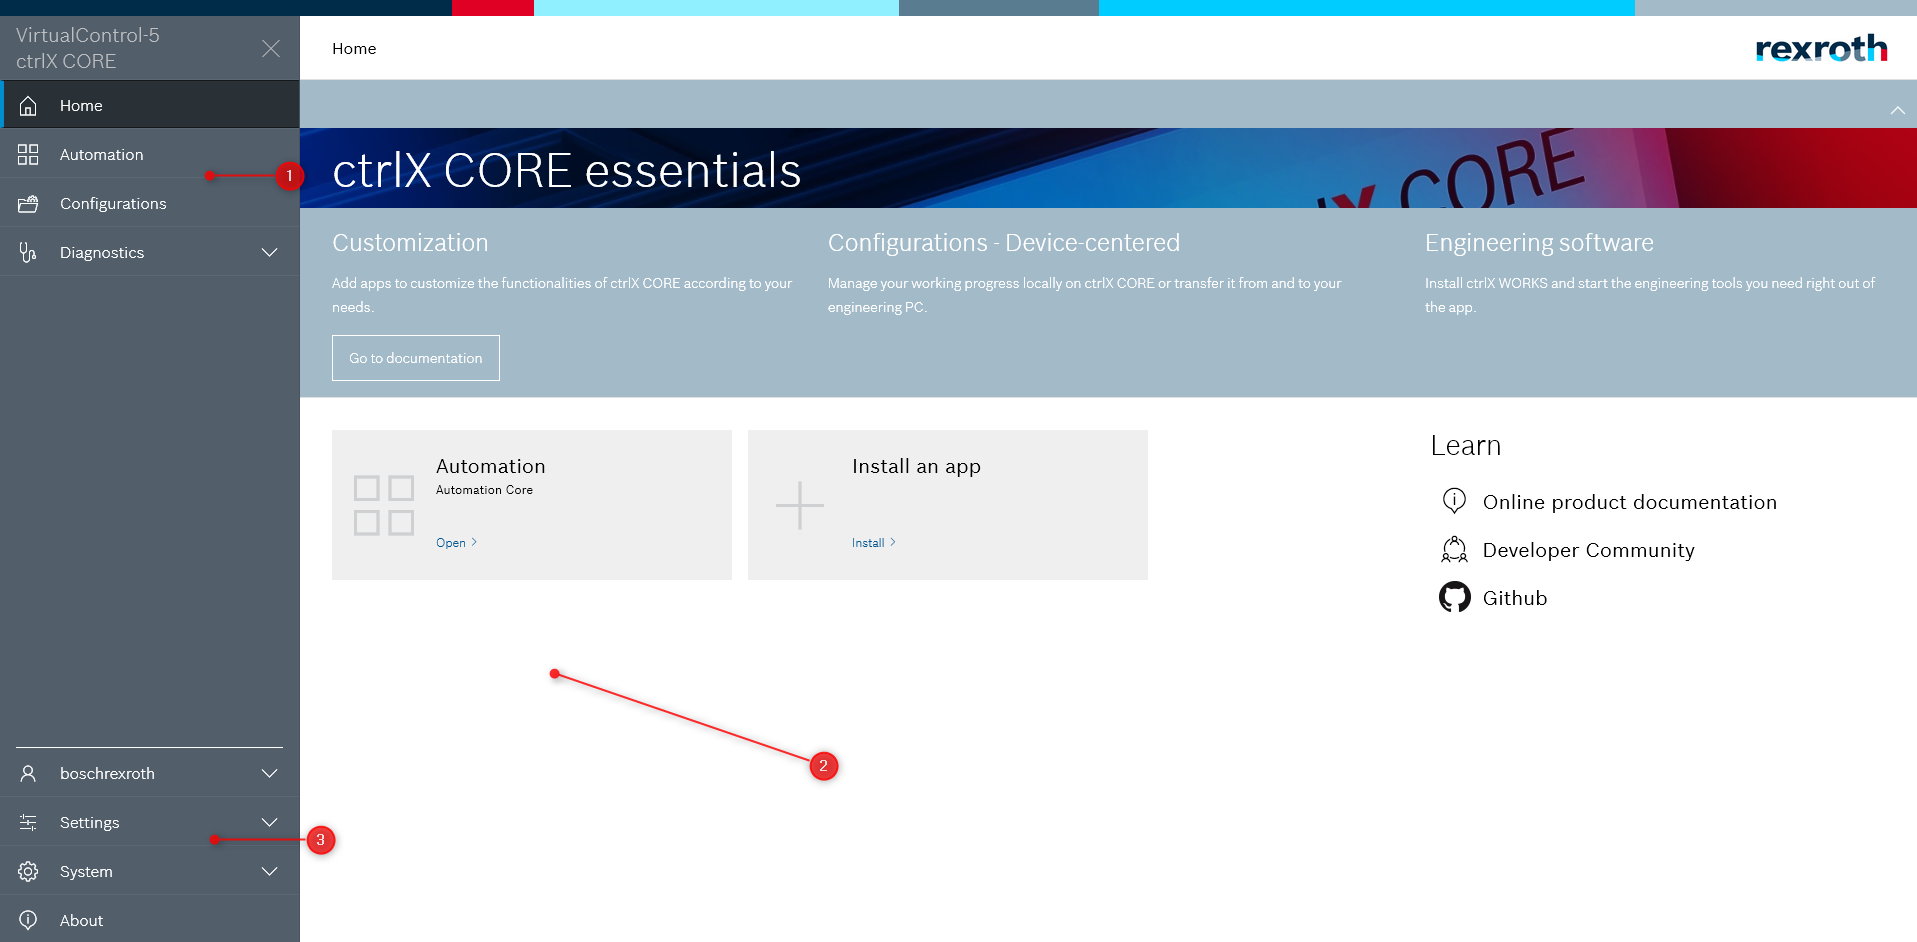 VirtualControl-5
ctrlX CORE
Home
Automation
1
Configurations
Diagnostics
boschrexroth
Settings
3
System
About
Home
rexroth
ctrlX CORE essentials
X CORE
Customization
Add apps to customize the functionalities of ctrlX CORE according to your
needs.
Go to documentation
Configurations - Device-centered
Manage your working progress locally on ctrlX CORE or transfer it from and to your
engineering PC.
Engineering software
Install ctrlX WORKS and start the engineering tools you need right out of
the app.
Automation
Automation Core
Open
Install an app
Install
2
Learn
Online product documentation
Developer Community
Github